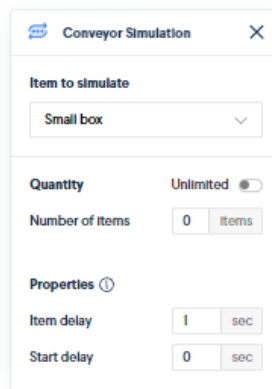 Conveyor Simulation
Item to simulate
Small box
Quantity Unlimited
Number of items 0 items
Properties
Item delay 1 sec
Start delay 0 sec